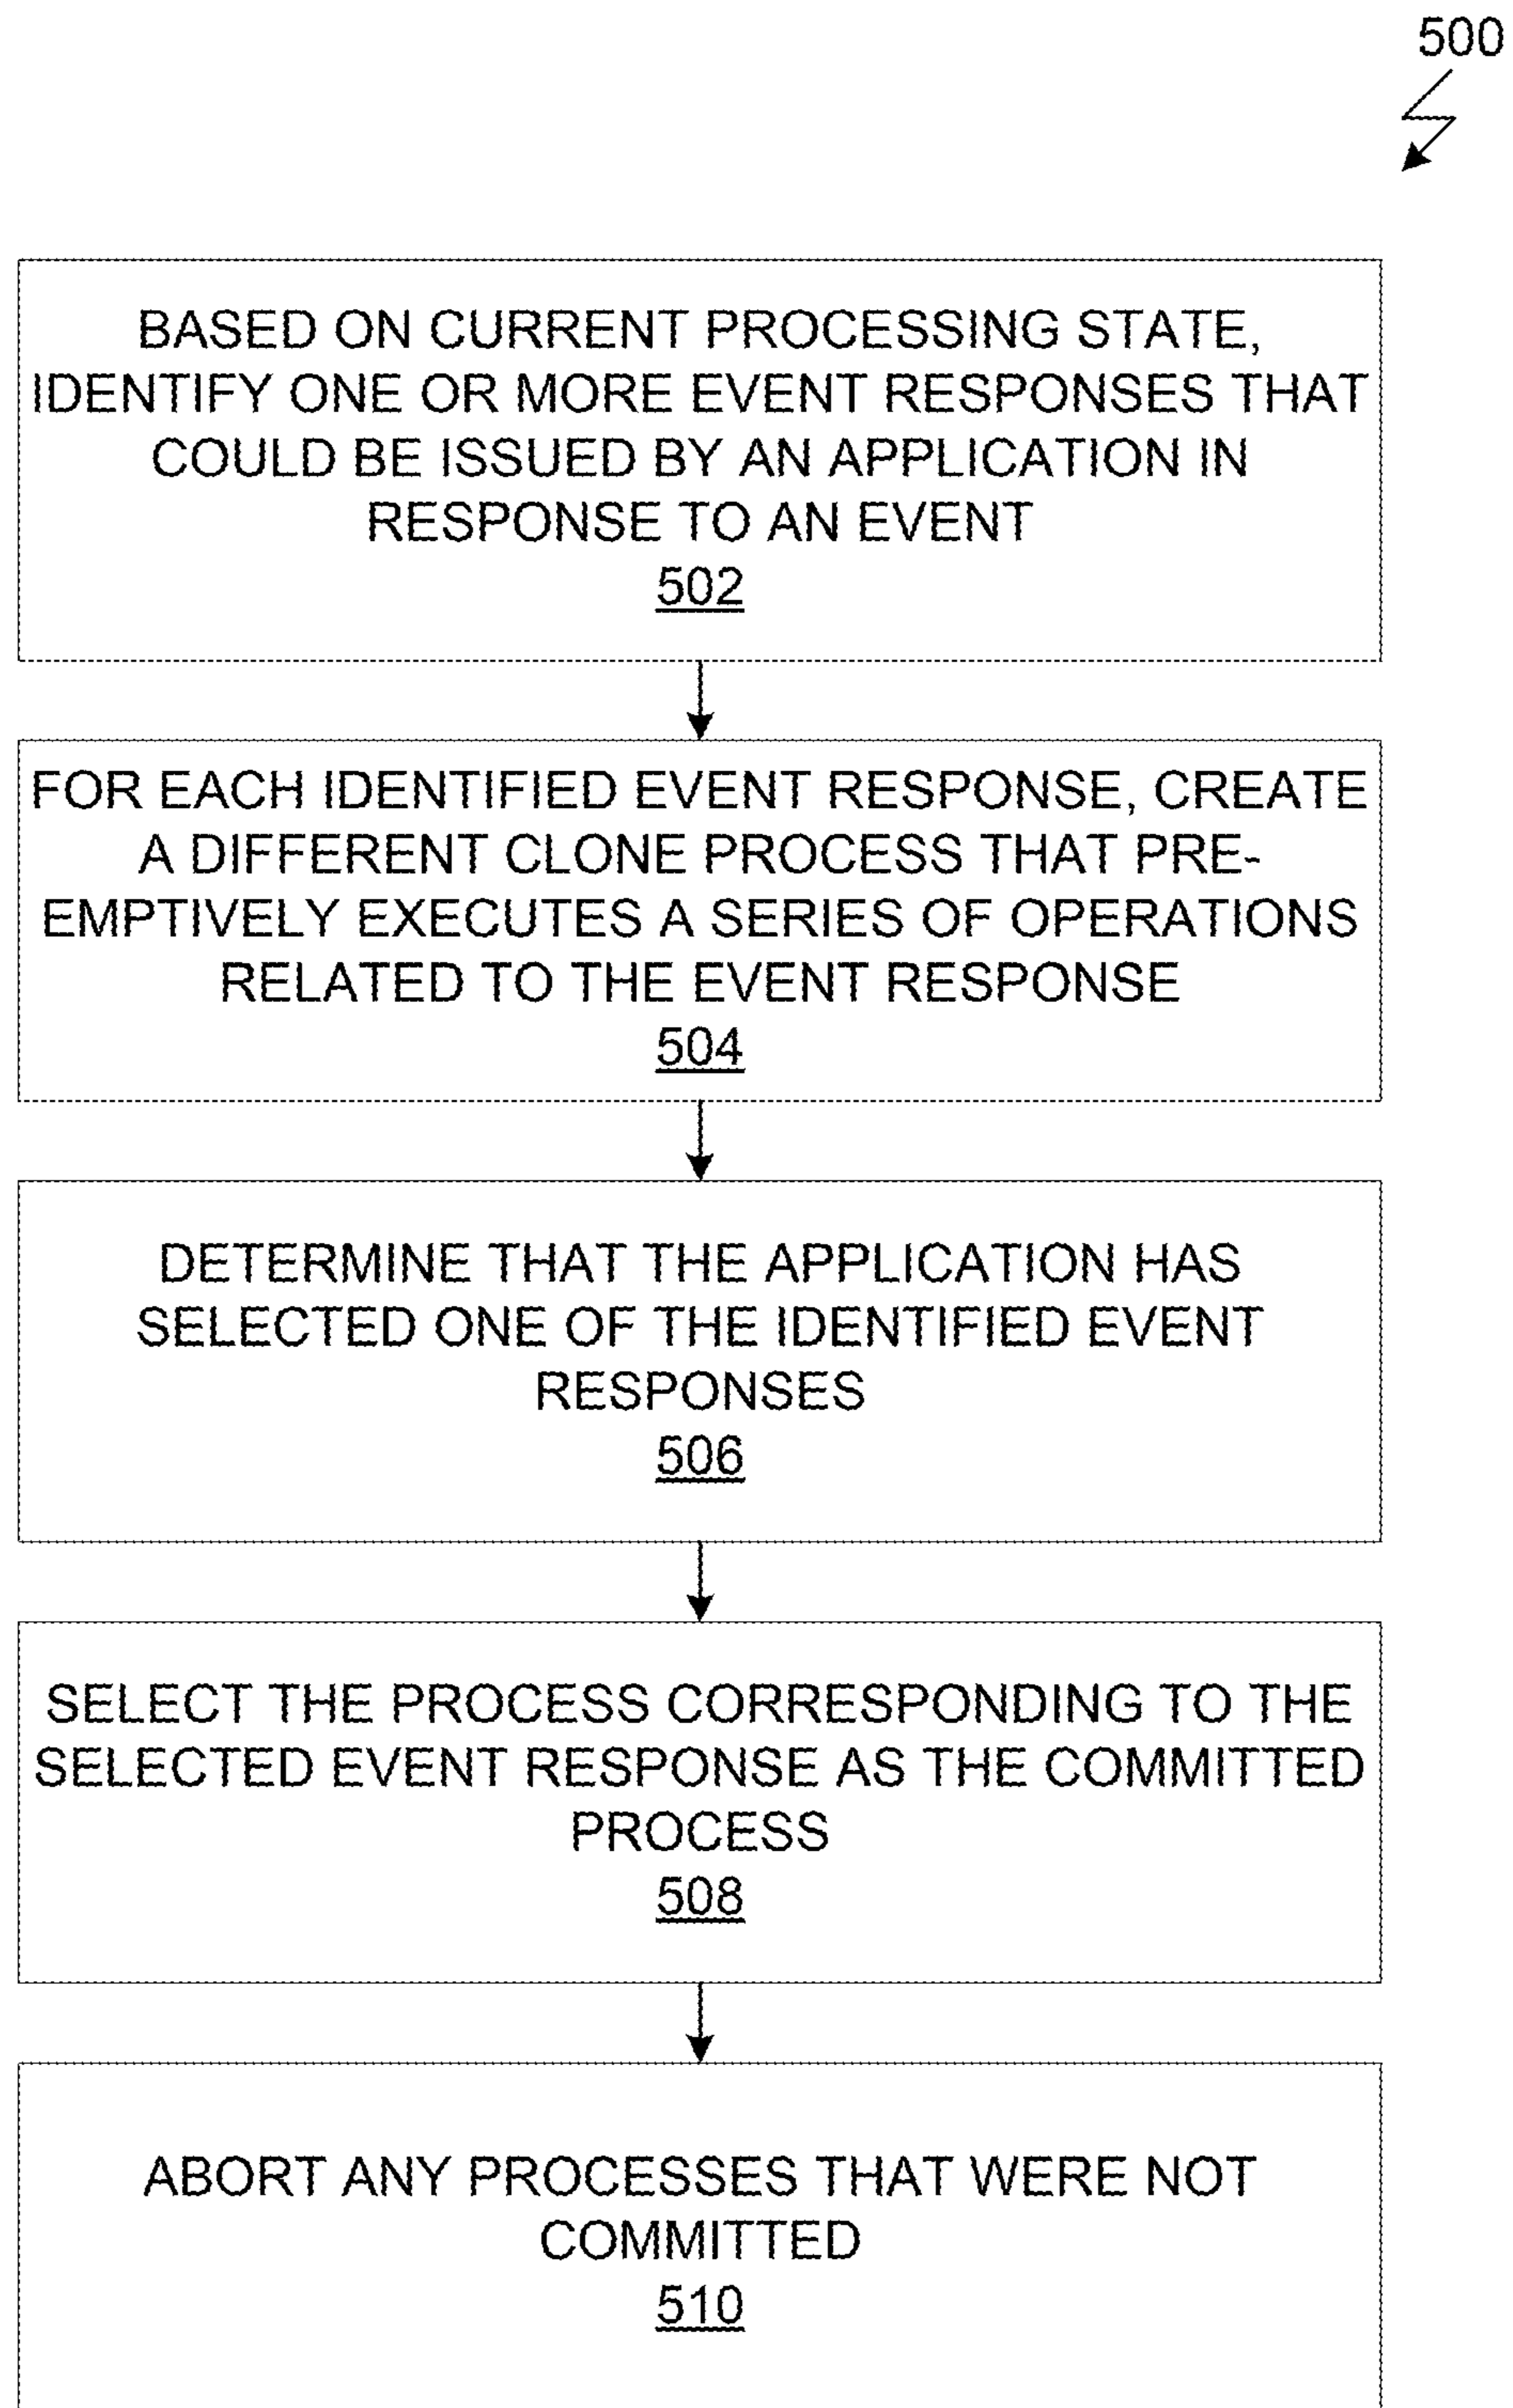 500
BASED ON CURRENT PROCESSING STATE,
IDENTIFY ONE OR MORE EVENT RESPONSES THAT
COULD BE ISSUED BY AN APPLICATION IN
RESPONSE TO AN EVENT
502
FOR EACH IDENTIFIED EVENT RESPONSE, CREATE
A DIFFERENT CLONE PROCESS THAT PRE-
EMPTIVELY EXECUTES A SERIES OF OPERATIONS
RELATED TO THE EVENT RESPONSE
504
DETERMINE THAT THE APPLICATION HAS
SELECTED ONE OF THE IDENTIFIED EVENT
RESPONSES
506
SELECT THE PROCESS CORRESPONDING TO THE
SELECTED EVENT RESPONSE AS THE COMMITTED
PROCESS
508
ABORT ANY PROCESSES THAT WERE NOT
COMMITTED
510